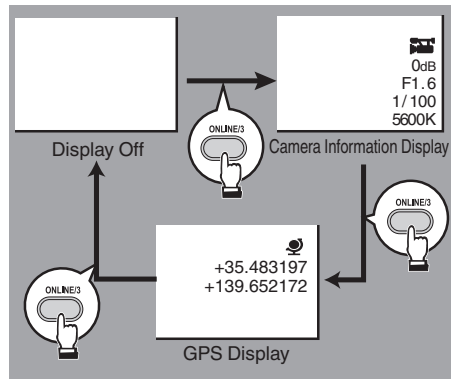 0dB
F1.6
1/100
5600K
ONLINE/3
Display Off
Camera Information Display
ONLINE/3
+35.483197
+139.652172
ONLINE/3
GPS Display